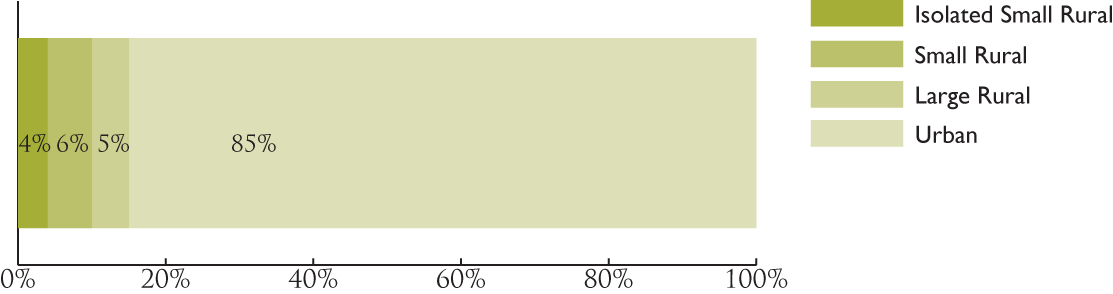 Isolated Small Rural
Small Rural
Large Rural
Urban
4% 6% 5% 85%
0% 20% 40% 60% 80% 100%